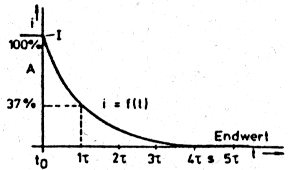 i
I
100%
A
37%
i = f(t)
Endwert
t₀ 1τ 2τ 3τ 4τ s 5τ t